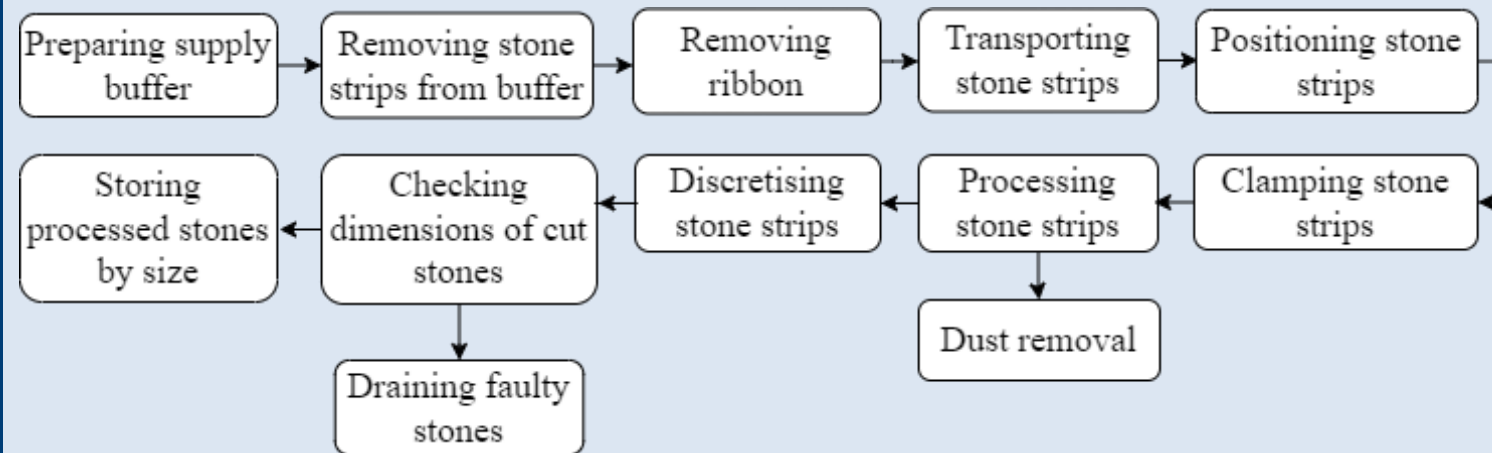 Preparing supply
buffer
Removing stone
strips from buffer
Removing
ribbon
Transporting
stone strips
Positioning stone
strips
Clamping stone
strips
Processing
stone strips
Dust removal
Discretising
stone strips
Checking
dimensions of cut
stones
Draining faulty
stones
Storing
processed stones
by size